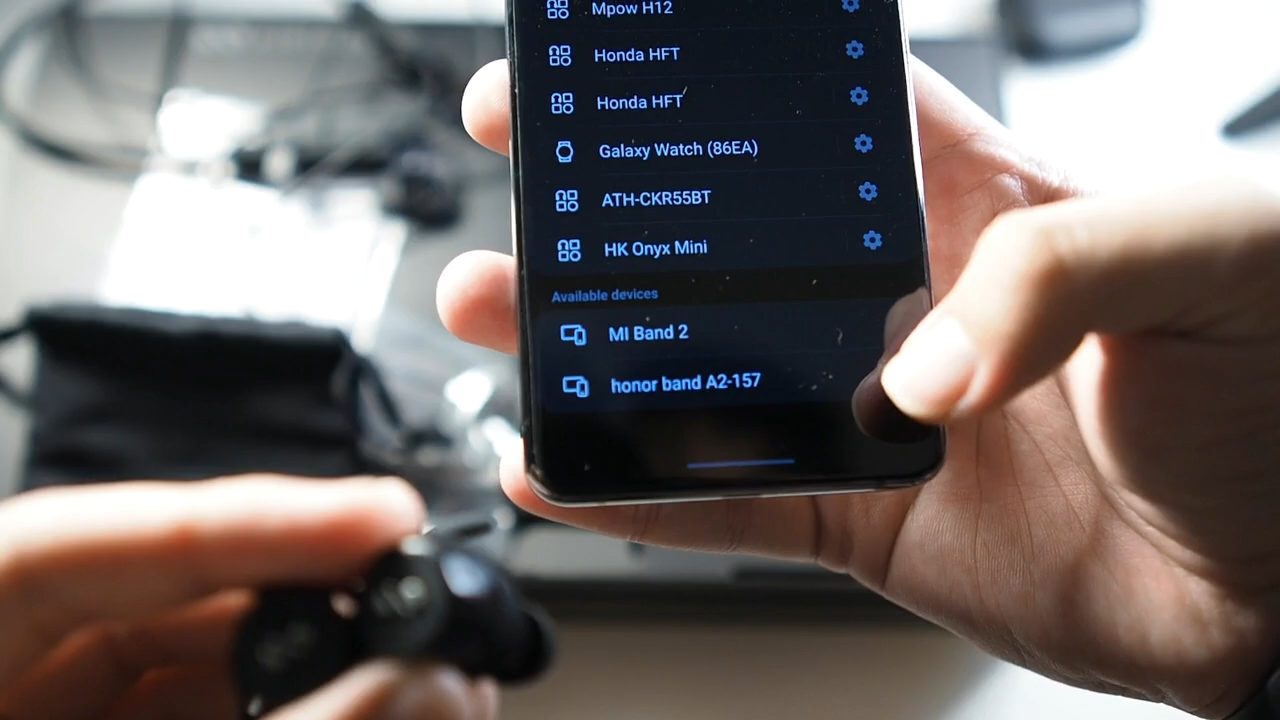 Mpow H12
Honda HFT
Honda HFT
Galaxy Watch (86EA)
ATH-CKR55BT
HK Onyx Mini
Available devices
MI Band 2
honor band A2-157